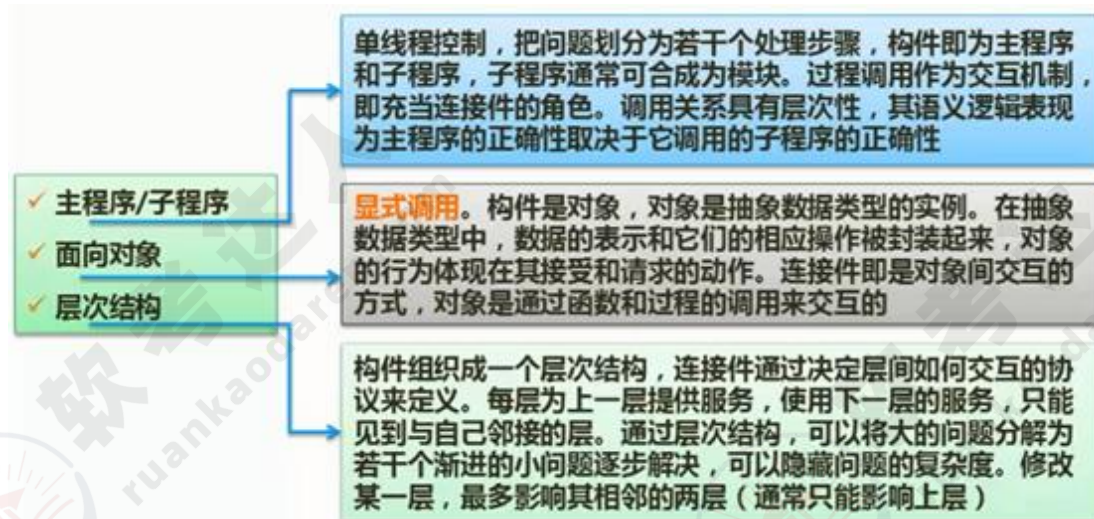 单线程控制，把问题划分为若干个处理步骤，构件即为主程序
和子程序，子程序通常可合成为模块。过程调用作为交互机制，
即充当连接件的角色。调用关系具有层次性，其语义逻辑表现
为主程序的正确性取决于它调用的子程序的正确性
✓ 主程序/子程序
✓ 面向对象
✓ 层次结构
显式调用。构件是对象，对象是抽象数据类型的实例。在抽象
数据类型中，数据的表示和它们的相应操作被封装起来，对象
的行为体现在其接受和请求的动作。连接件即是对象间交互的
方式，对象是通过函数和过程的调用来交互的
构件组织成一个层次结构，连接件通过决定层间如何交互的协
议来定义。每层为上一层提供服务，使用下一层的服务，只能
见到与自己邻接的层。通过层次结构，可以将大的问题分解为
若干个渐进的小问题逐步解决，可以隐藏问题的复杂度。修改
某一层，最多影响其相邻的两层（通常只能影响上层）
软考达人